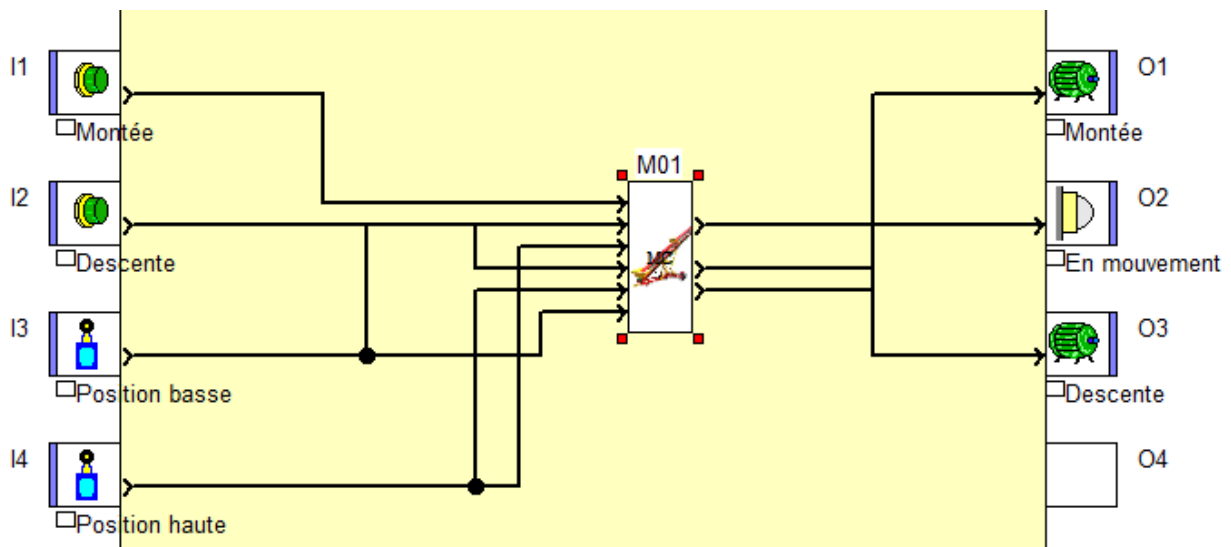 I1
Montée
I2
Descente
I3
Position basse
I4
Position haute
M01
O1
Montée
O2
En mouvement
O3
Descente
O4